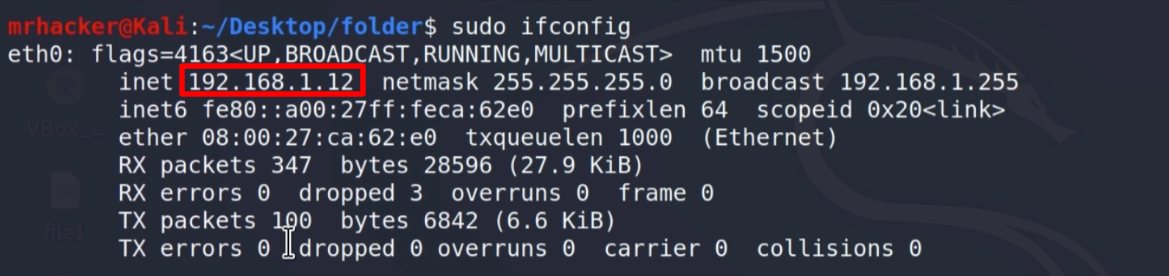 mrhacker@Kali:~/Desktop/folder$ sudo ifconfig
eth0: flags=4163<UP,BROADCAST,RUNNING,MULTICAST>  mtu 1500
        inet 192.168.1.12  netmask 255.255.255.0  broadcast 192.168.1.255
        inet6 fe80::a00:27ff:feca:62e0  prefixlen 64  scopeid 0x20<link>
        ether 08:00:27:ca:62:e0  txqueuelen 1000  (Ethernet)
        RX packets 347  bytes 28596 (27.9 KiB)
        RX errors 0  dropped 3  overruns 0  frame 0
        TX packets 100  bytes 6842 (6.6 KiB)
        TX errors 0  dropped 0 overruns 0  carrier 0  collisions 0
VBox_...
file1